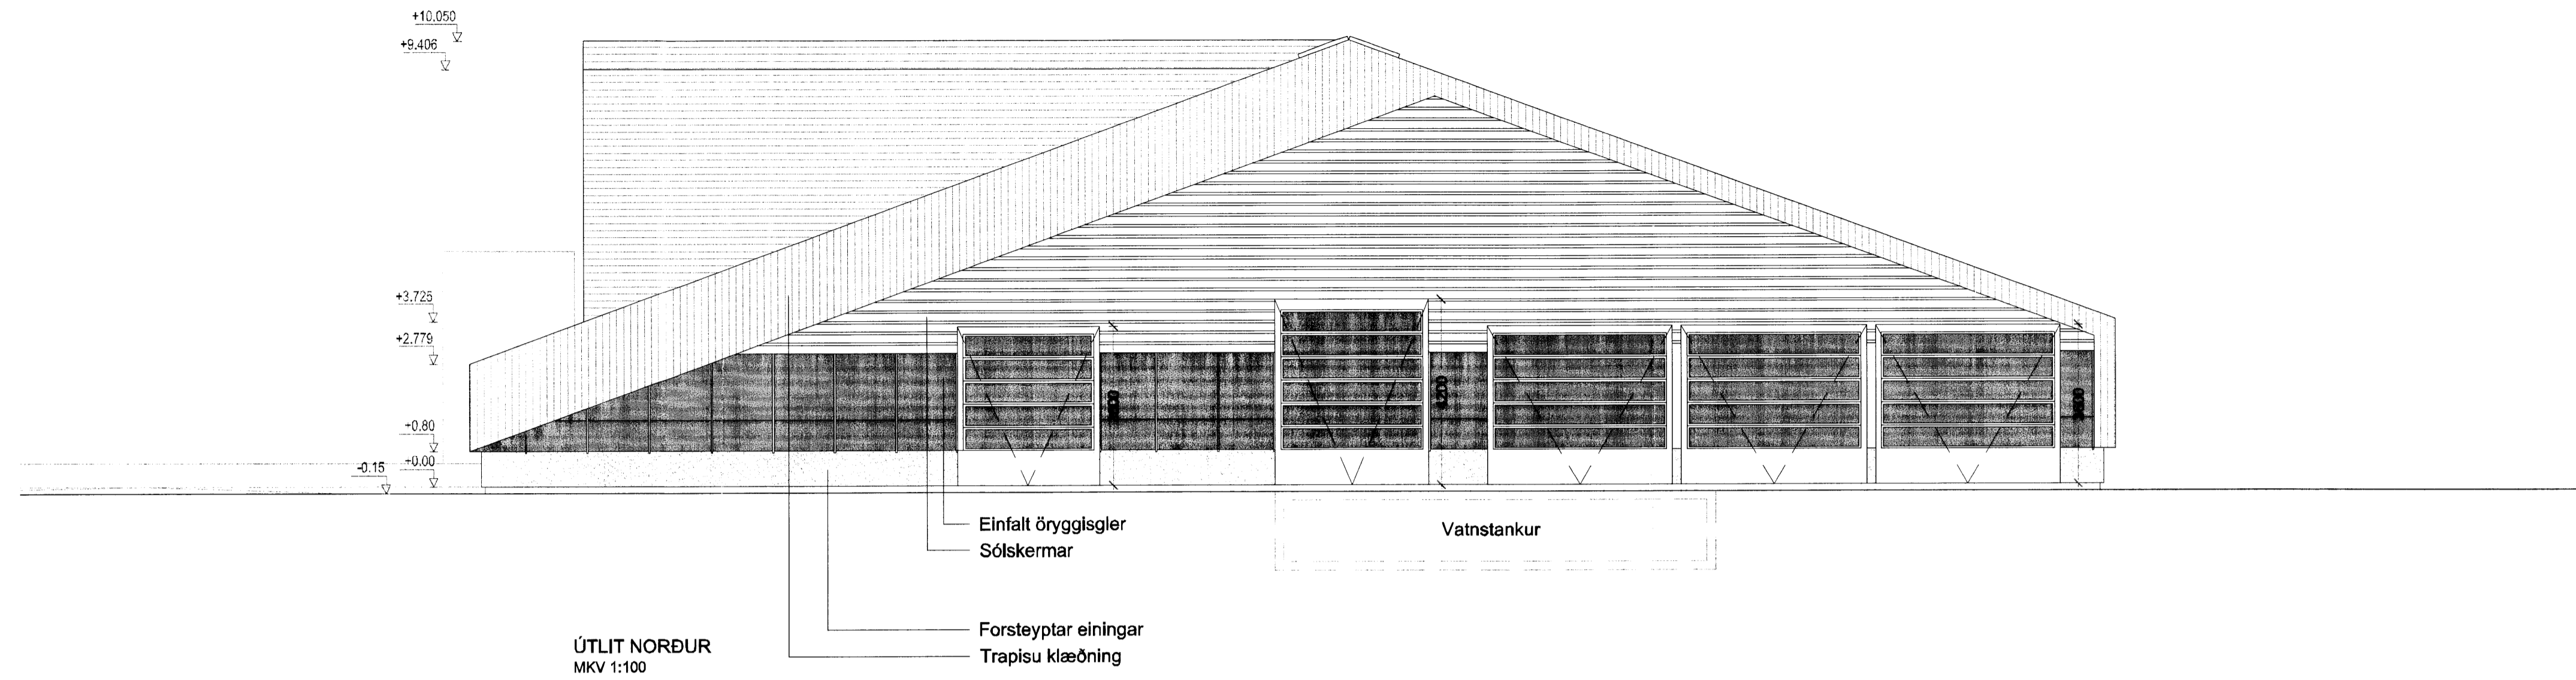 +10.050
+9.406
+3.725
+2.779
+0.80
+0.00
-0.15
4200
Einfalt öryggisgler
Sólskermar
Vatnstankur
Forsteyptar einingar
Trapisu klæðning
ÚTLIT NORÐUR
MKV 1:100